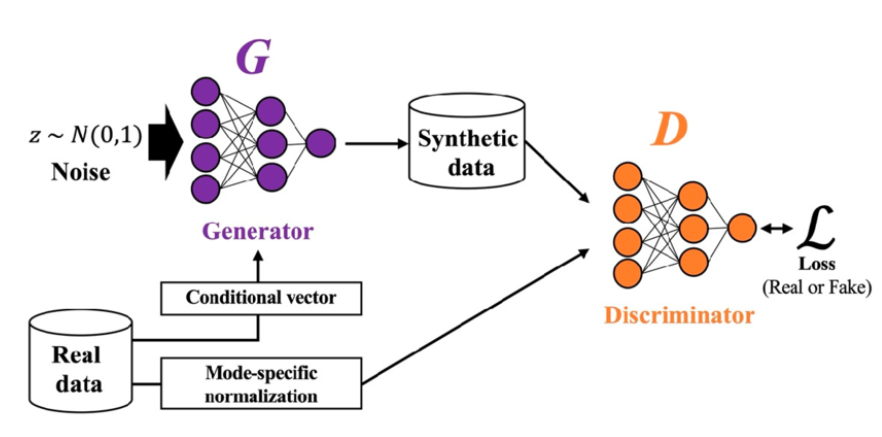 G
z ~ N(0,1)
Noise
Generator
Synthetic
data
D
ℒ
Loss
(Real or Fake)
Discriminator
Conditional vector
Real
data
Mode-specific
normalization